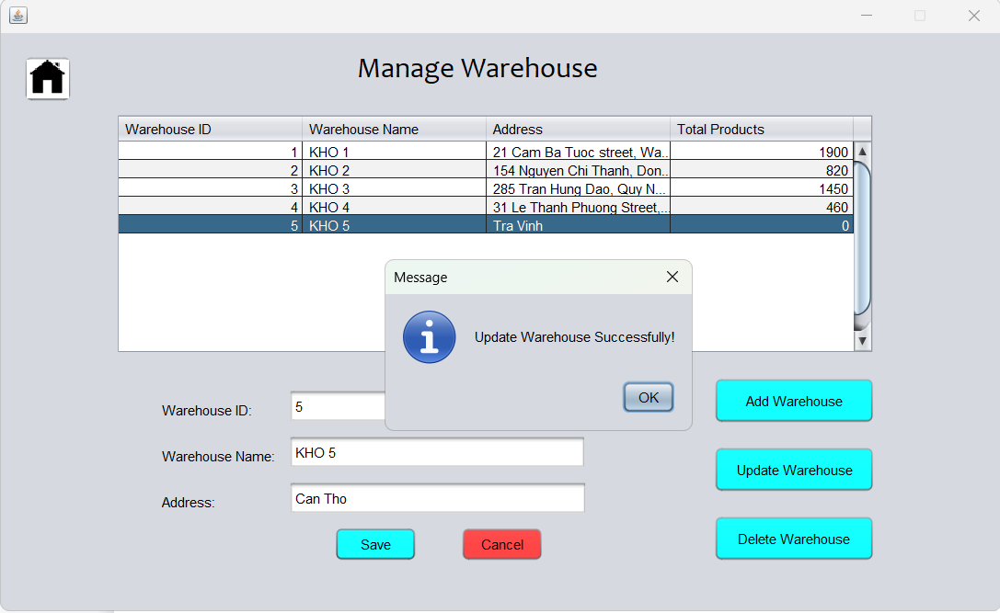 Manage Warehouse
Warehouse ID Warehouse Name Address Total Products
1 KHO 1 21 Cam Ba Tuoc street, Wa... 1900
2 KHO 2 154 Nguyen Chi Thanh, Don... 820
3 KHO 3 285 Tran Hung Dao, Quy N... 1450
4 KHO 4 31 Le Thanh Phuong Street,... 460
5 KHO 5 Tra Vinh 0
Message
Update Warehouse Successfully!
OK
Warehouse ID: 5
Warehouse Name: KHO 5
Address: Can Tho
Save Cancel
Add Warehouse
Update Warehouse
Delete Warehouse